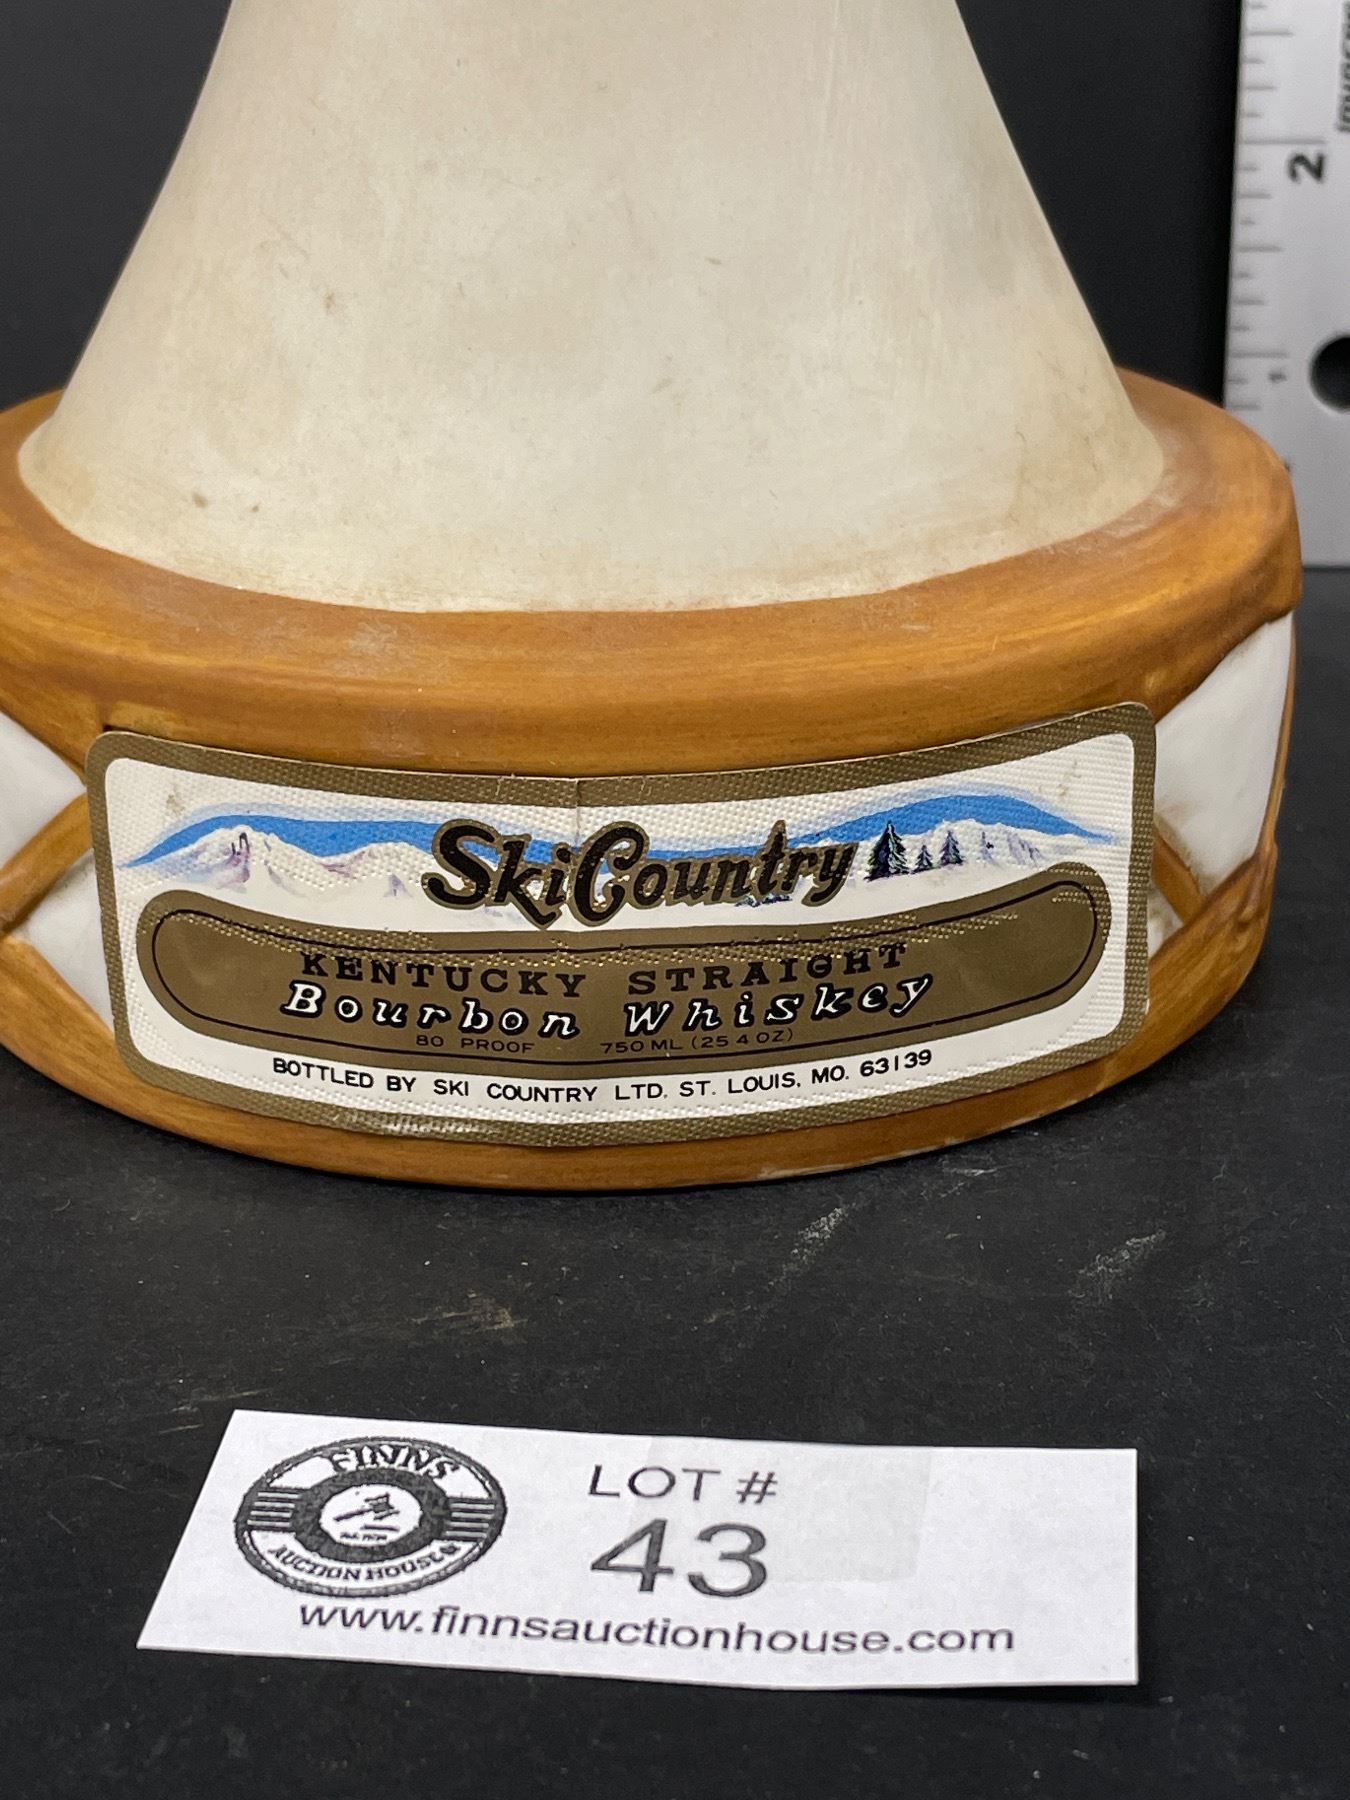 2
1
SkiCountry
KENTUCKY STRAIGHT
Bourbon Whiskey
80 PROOF 750 ML (25 4 OZ)
BOTTLED BY SKI COUNTRY LTD. ST. LOUIS, MO. 63139
FINNS
AUCTION HOUSE
LOT #
43
www.finnsauctionhouse.com